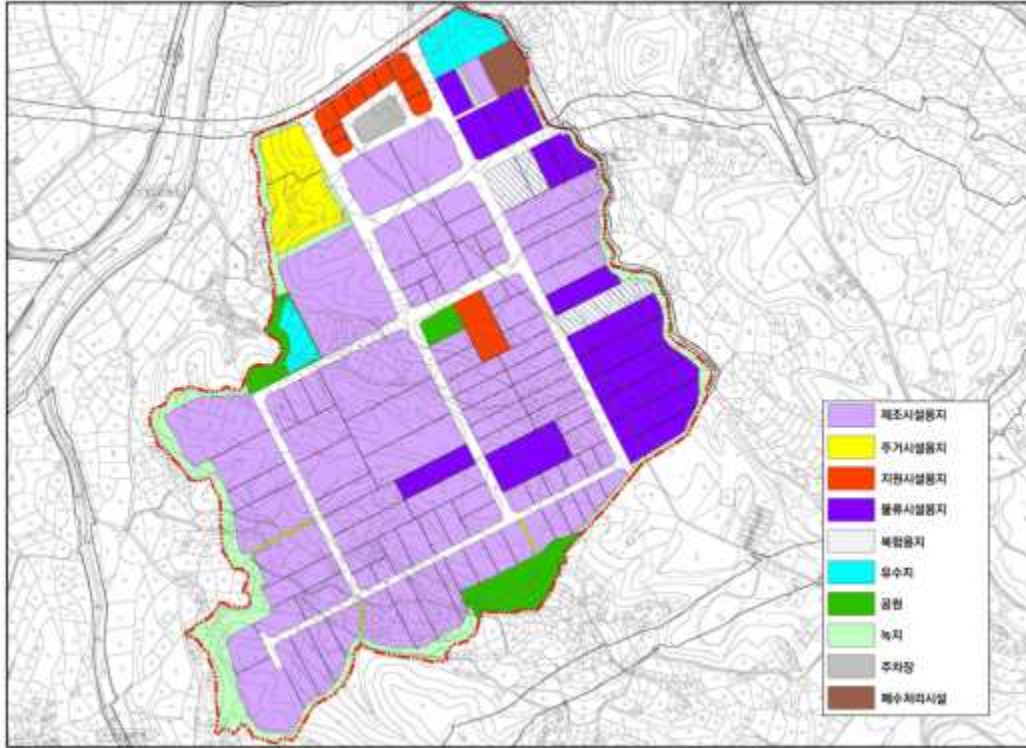 제조시설용지
주거시설용지
지원시설용지
물류시설용지
복합용지
유수지
공원
녹지
주차장
폐수처리시설